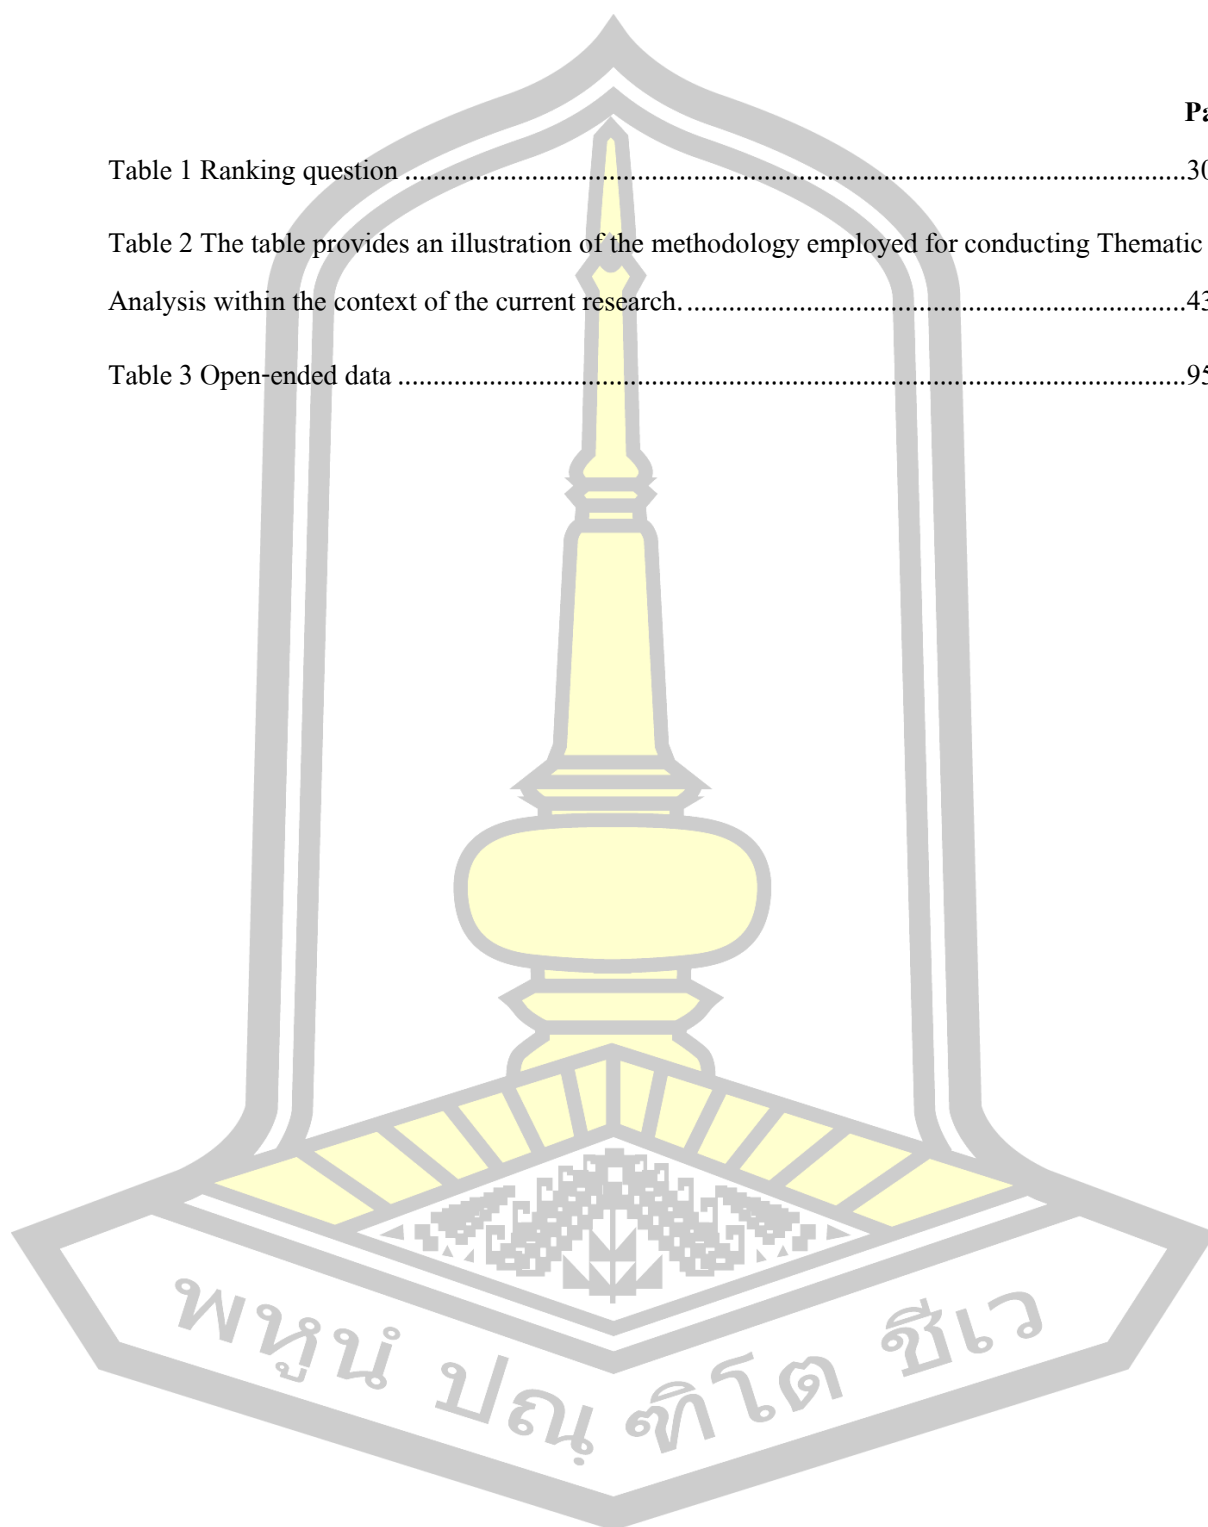 Table 1 Ranking question ........................................................................................30
Table 2 The table provides an illustration of the methodology employed for conducting Thematic
Analysis within the context of the current research. ........................................................43
Table 3 Open-ended data ........................................................................................95
พหูนํ ปณฺฑิโต ชีเว